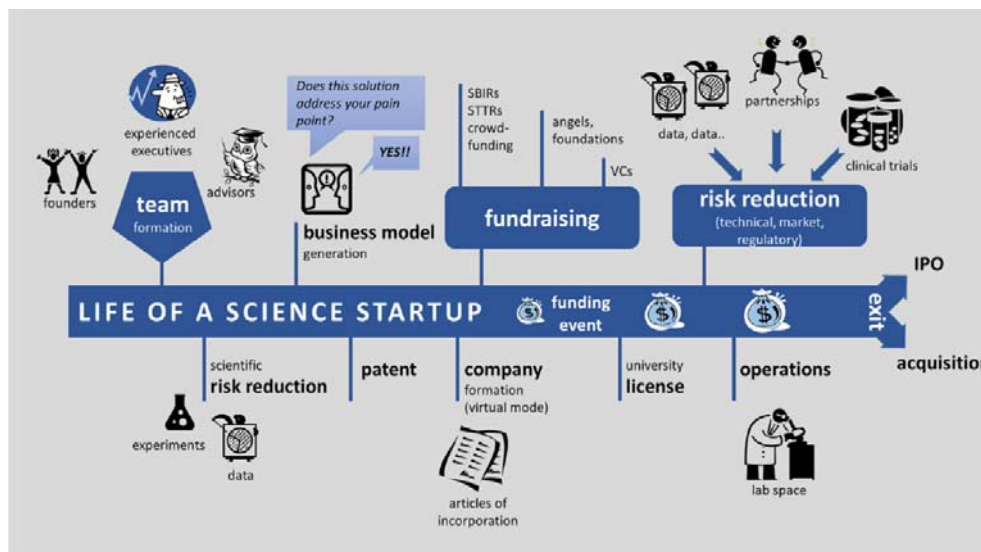 experienced
executives
founders
advisors
team
formation
Does this solution
address your pain
point?
YES!!
business model
generation
SBIRs
STTRs
crowd-
funding
angels,
foundations
VCs
fundraising
data, data..
partnerships
clinical trials
risk reduction
(technical, market,
regulatory)
LIFE OF A SCIENCE STARTUP
funding
event
exit
IPO
acquisition
scientific
risk reduction
experiments
data
patent
company
formation
(virtual mode)
articles of
incorporation
university
license
operations
lab space